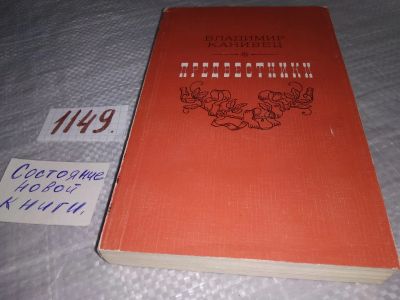 ВЛАДИМИР
КАНИВЕЦ
ПРЕДВЕСТНИКИ
1149.
Состояние
новой
книги.